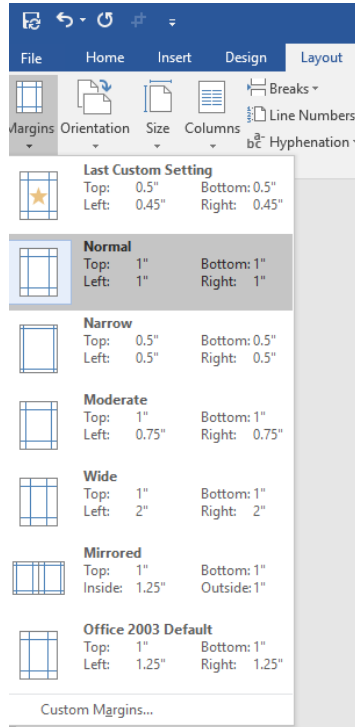 File Home Insert Design Layout
Margins Orientation Size Columns
Breaks
Line Numbers
Hyphenation
Last Custom Setting
Top: 0.5" Bottom: 0.5"
Left: 0.45" Right: 0.45"
Normal
Top: 1" Bottom: 1"
Left: 1" Right: 1"
Narrow
Top: 0.5" Bottom: 0.5"
Left: 0.5" Right: 0.5"
Moderate
Top: 1" Bottom: 1"
Left: 0.75" Right: 0.75"
Wide
Top: 1" Bottom: 1"
Left: 2" Right: 2"
Mirrored
Top: 1" Bottom: 1"
Inside: 1.25" Outside: 1"
Office 2003 Default
Top: 1" Bottom: 1"
Left: 1.25" Right: 1.25"
Custom Margins...